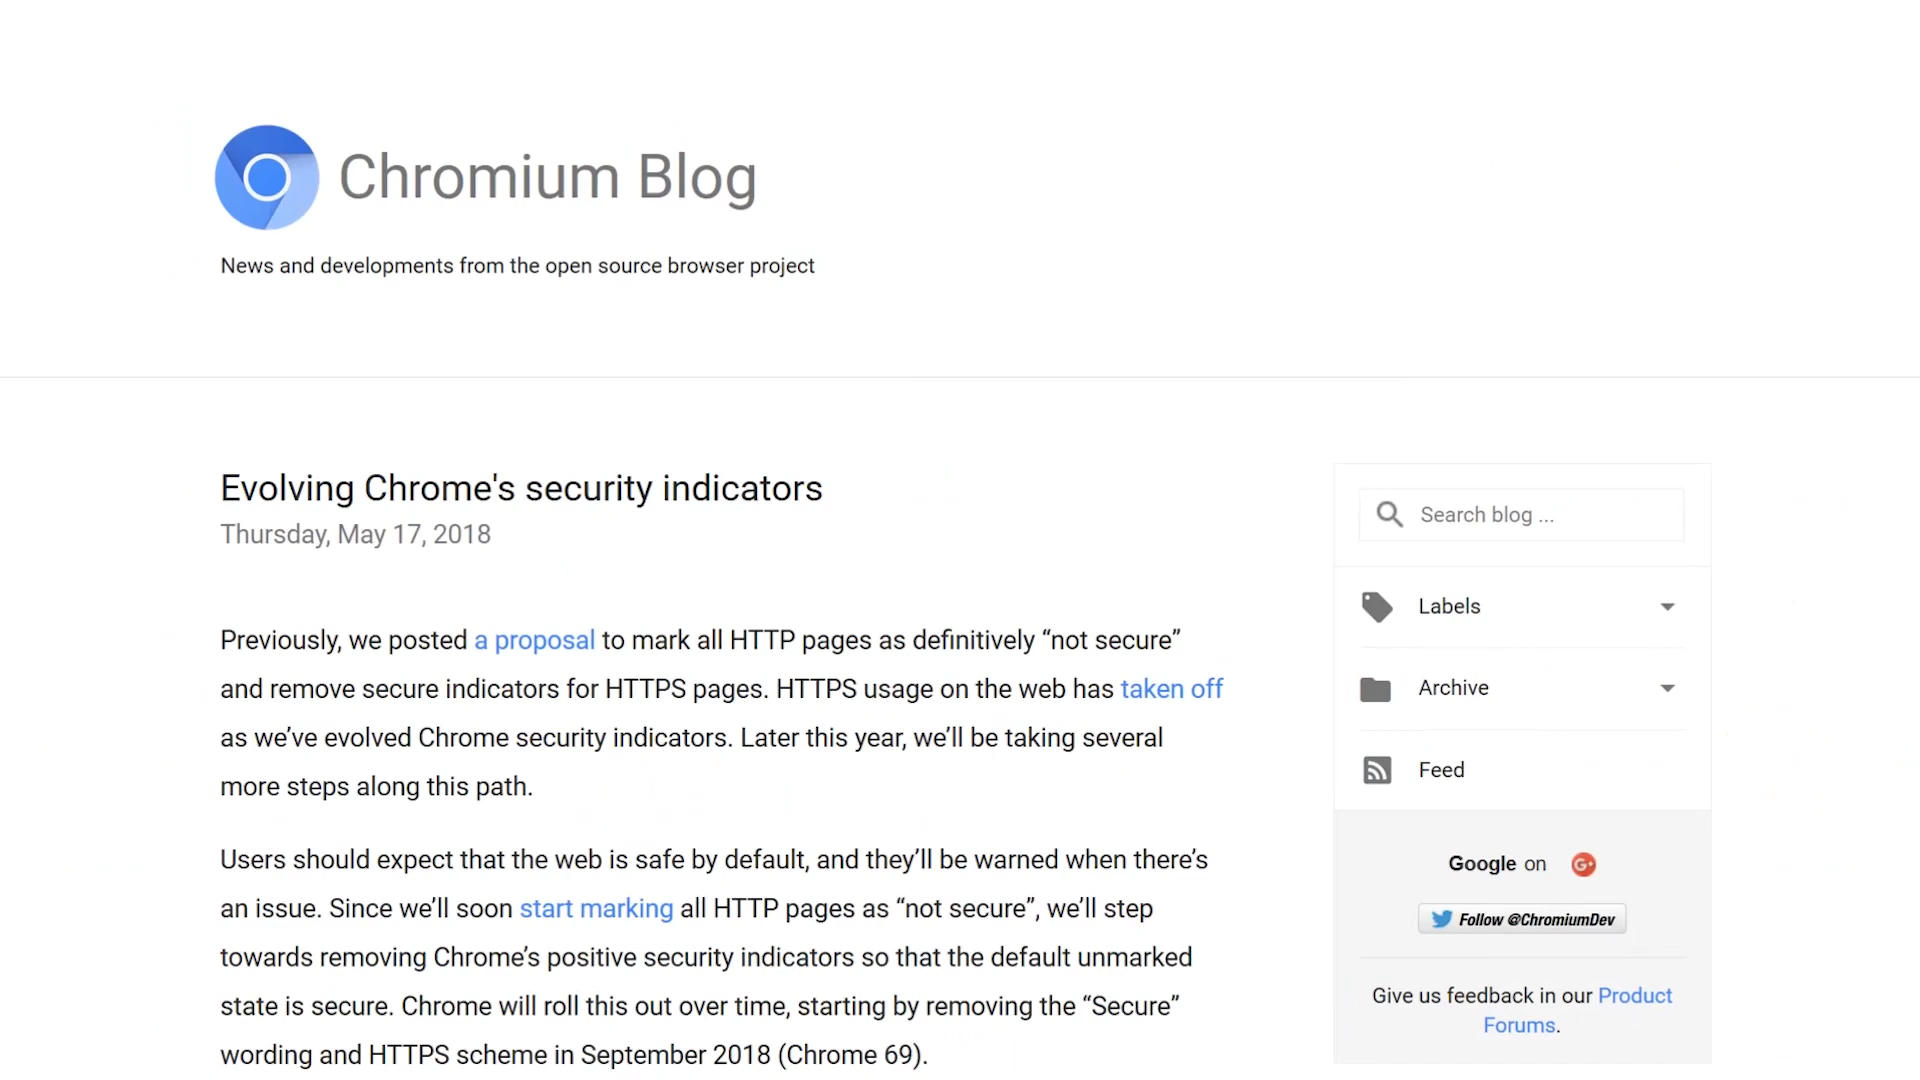 Chromium Blog
News and developments from the open source browser project
Evolving Chrome's security indicators
Thursday, May 17, 2018
Previously, we posted a proposal to mark all HTTP pages as definitively “not secure”
and remove secure indicators for HTTPS pages. HTTPS usage on the web has taken off
as we’ve evolved Chrome security indicators. Later this year, we’ll be taking several
more steps along this path.
Users should expect that the web is safe by default, and they’ll be warned when there’s
an issue. Since we’ll soon start marking all HTTP pages as “not secure”, we’ll step
towards removing Chrome’s positive security indicators so that the default unmarked
state is secure. Chrome will roll this out over time, starting by removing the “Secure”
wording and HTTPS scheme in September 2018 (Chrome 69).
Search blog ...
Labels
Archive
Feed
Google on G+
Follow @ChromiumDev
Give us feedback in our Product
Forums.